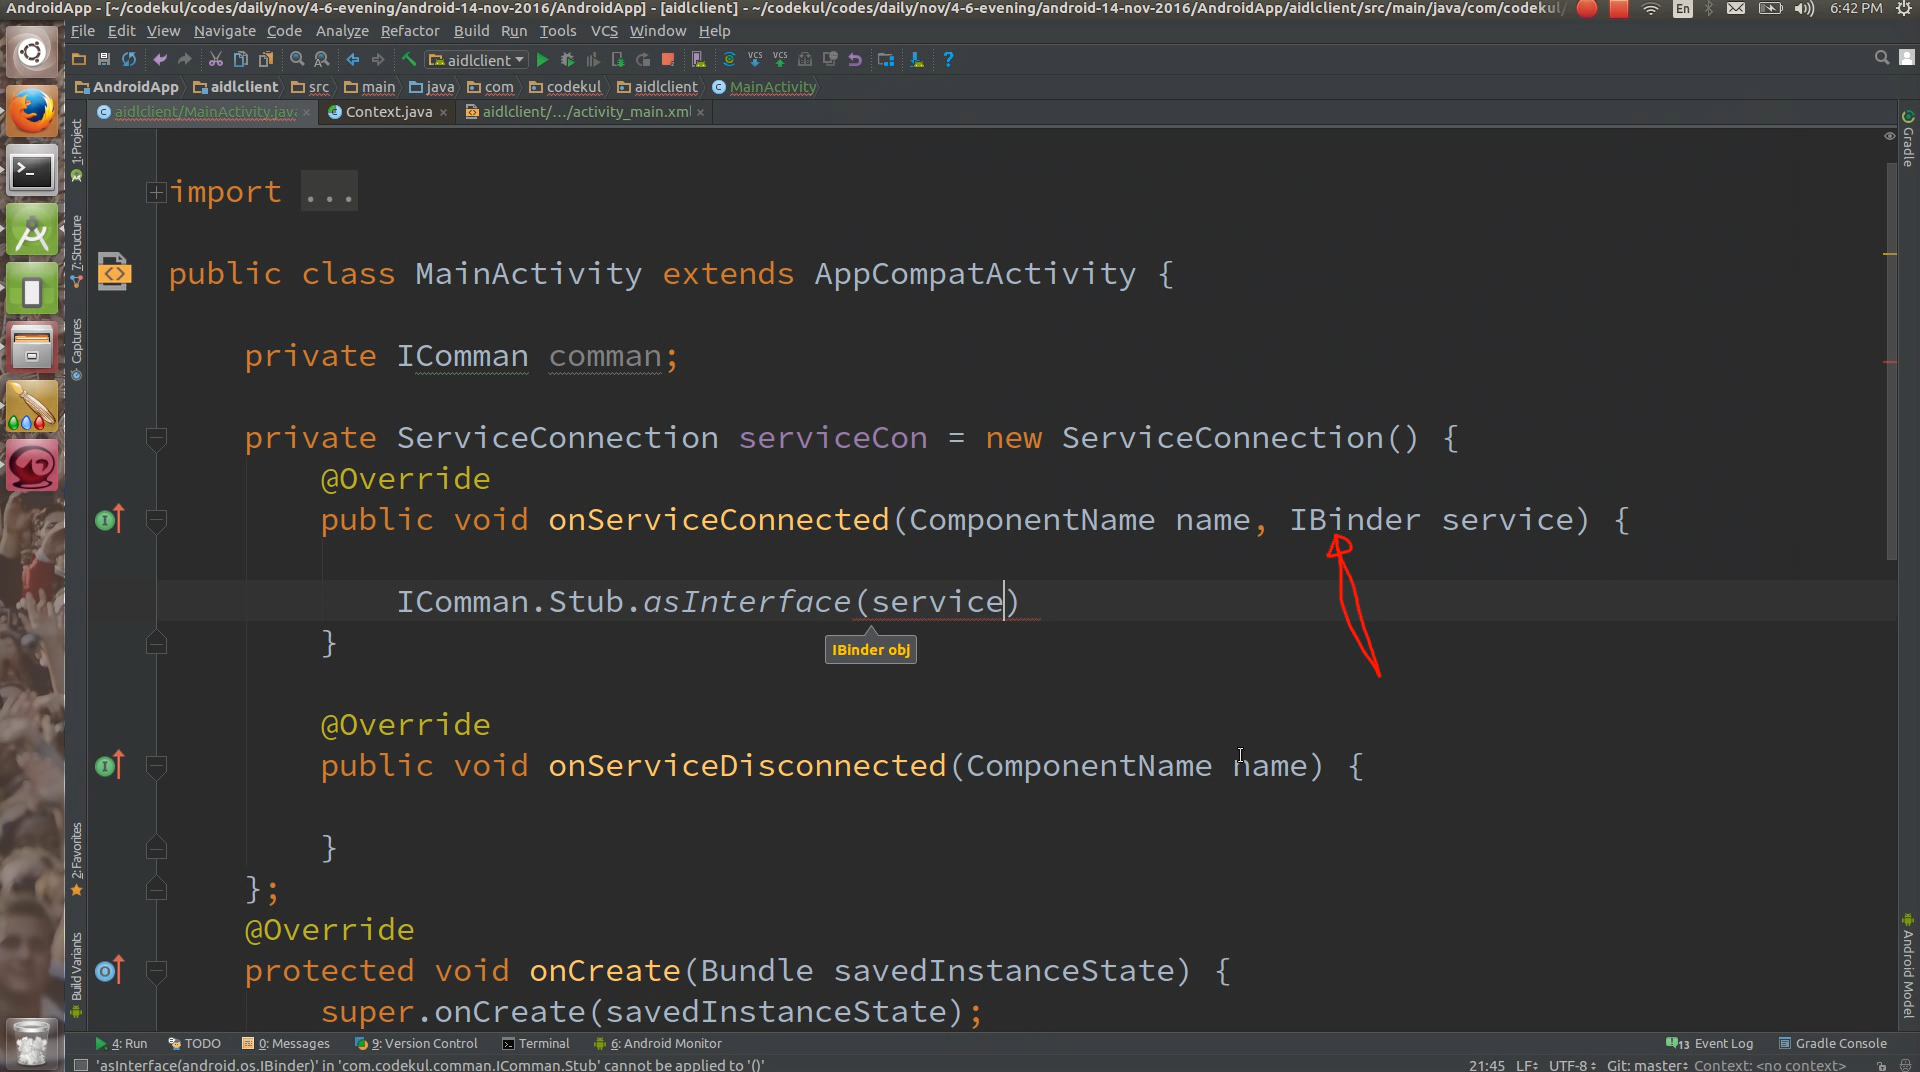 AndroidApp - [~/codekul/codes/daily/nov/4-6-evening/android-14-nov-2016/AndroidApp] - [aidlclient] - ~/codekul/codes/daily/nov/4-6-evening/android-14-nov-2016/AndroidApp/aidlclient/src/main/java/com/codekul/
En
6:42 PM
File Edit View Navigate Code Analyze Refactor Build Run Tools VCS Window Help
aidlclient
VCS VCS
AndroidApp aidlclient src main java com codekul aidlclient MainActivity
aidlclient/MainActivity.java Context.java aidlclient/.../activity_main.xml
1: Project
7: Structure
Captures
2: Favorites
Build Variants
Gradle
Android Model
import ...
public class MainActivity extends AppCompatActivity {
private IComman comman;
private ServiceConnection serviceCon = new ServiceConnection() {
@Override
public void onServiceConnected(ComponentName name, IBinder service) {
IComman.Stub.asInterface(service)
IBinder obj
}
@Override
public void onServiceDisconnected(ComponentName name) {
}
};
@Override
protected void onCreate(Bundle savedInstanceState) {
super.onCreate(savedInstanceState);
4: Run TODO 0: Messages 9: Version Control Terminal 6: Android Monitor 13 Event Log Gradle Console
'asInterface(android.os.IBinder)' in 'com.codekul.comman.IComman.Stub' cannot be applied to '()' 21:45 LF÷ UTF-8÷ Git: master÷ Context: <no context>